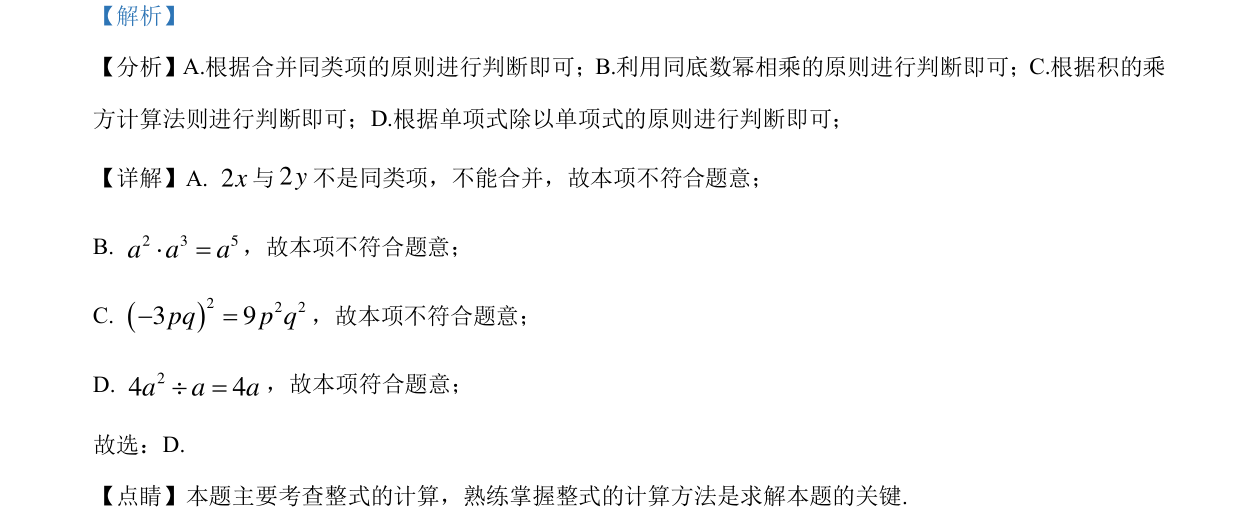 【解析】
【分析】A.根据合并同类项的原则进行判断即可；B.利用同底数幂相乘的原则进行判断即可；C.根据积的乘
方计算法则进行判断即可；D.根据单项式除以单项式的原则进行判断即可；
【详解】A. 2x与2y不是同类项，不能合并，故本项不符合题意；
B. a²·a³=a⁵，故本项不符合题意；
C. (−3pq)²=9p²q²，故本项不符合题意；
D. 4a²÷a=4a，故本项符合题意；
故选：D.
【点睛】本题主要考查整式的计算，熟练掌握整式的计算方法是求解本题的关键.